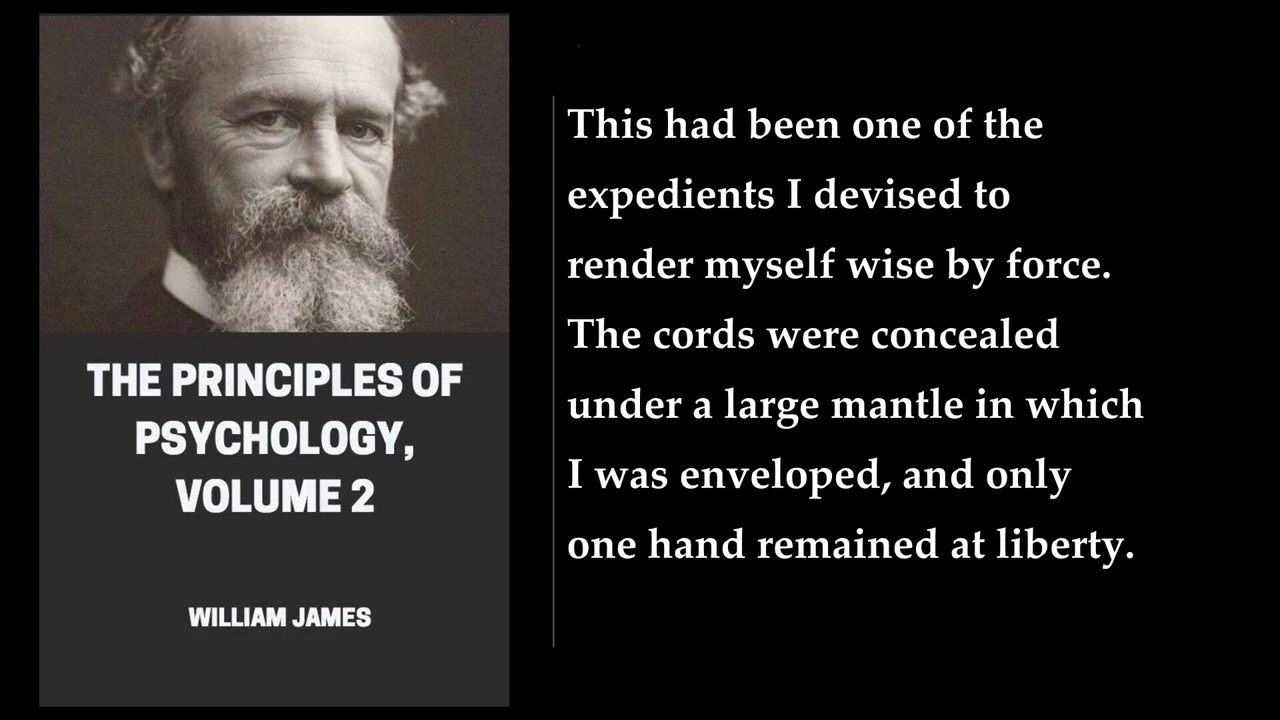 THE PRINCIPLES OF
PSYCHOLOGY,
VOLUME 2
WILLIAM JAMES
This had been one of the
expedients I devised to
render myself wise by force.
The cords were concealed
under a large mantle in which
I was enveloped, and only
one hand remained at liberty.